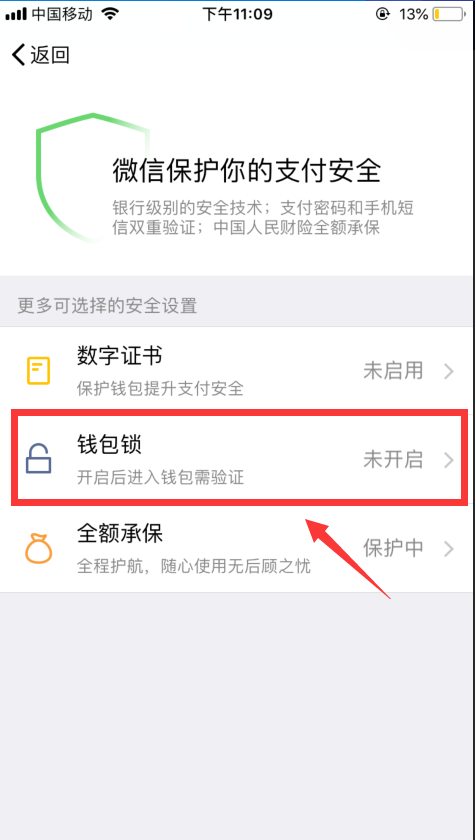 中国移动 下午11:09 13%
返回
微信保护你的支付安全
银行级别的安全技术；支付密码和手机短
信双重验证；中国人民财险全额承保
更多可选择的安全设置
数字证书
保护钱包提升支付安全
未启用
钱包锁
开启后进入钱包需验证
未开启
全额承保
全程护航，随心使用无后顾之忧
保护中